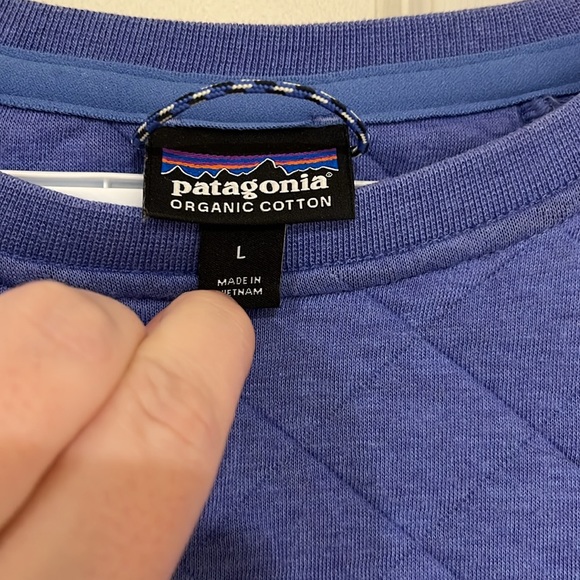 patagonia®
ORGANIC COTTON
L
MADE IN
VIETNAM